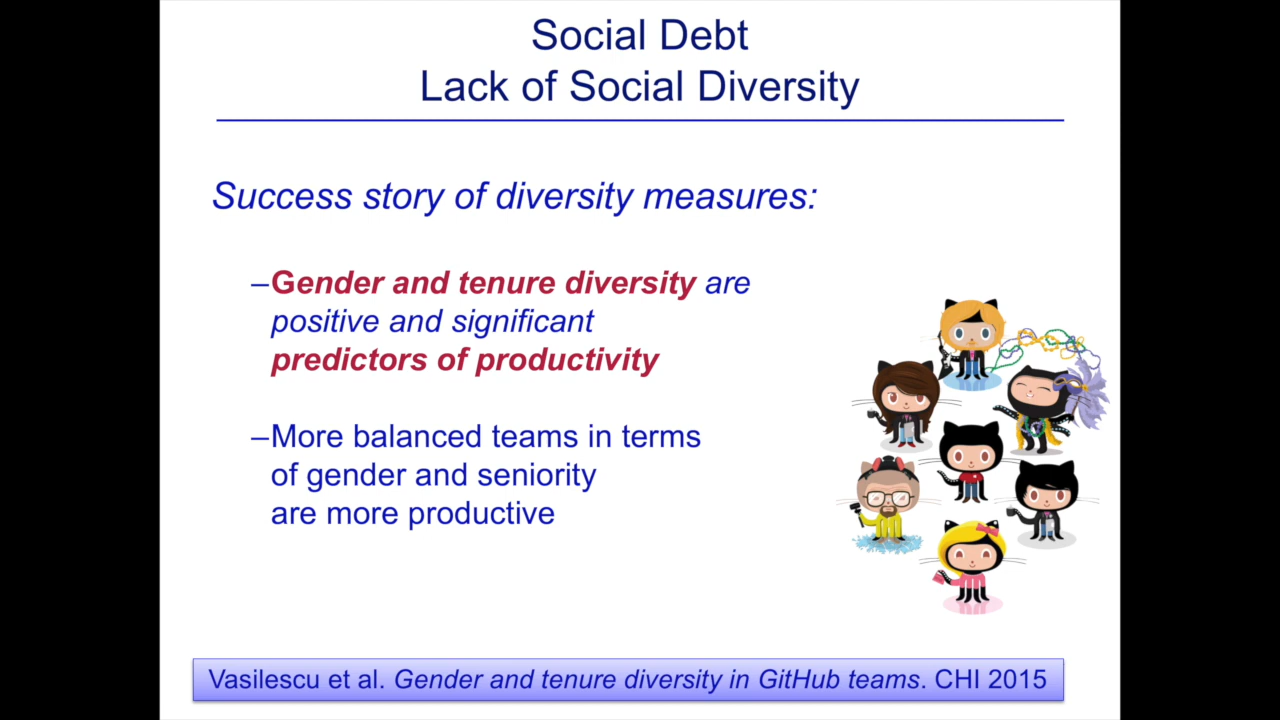 Social Debt
Lack of Social Diversity
Success story of diversity measures:
–Gender and tenure diversity are
positive and significant
predictors of productivity
–More balanced teams in terms
of gender and seniority
are more productive
Vasilescu et al. Gender and tenure diversity in GitHub teams. CHI 2015